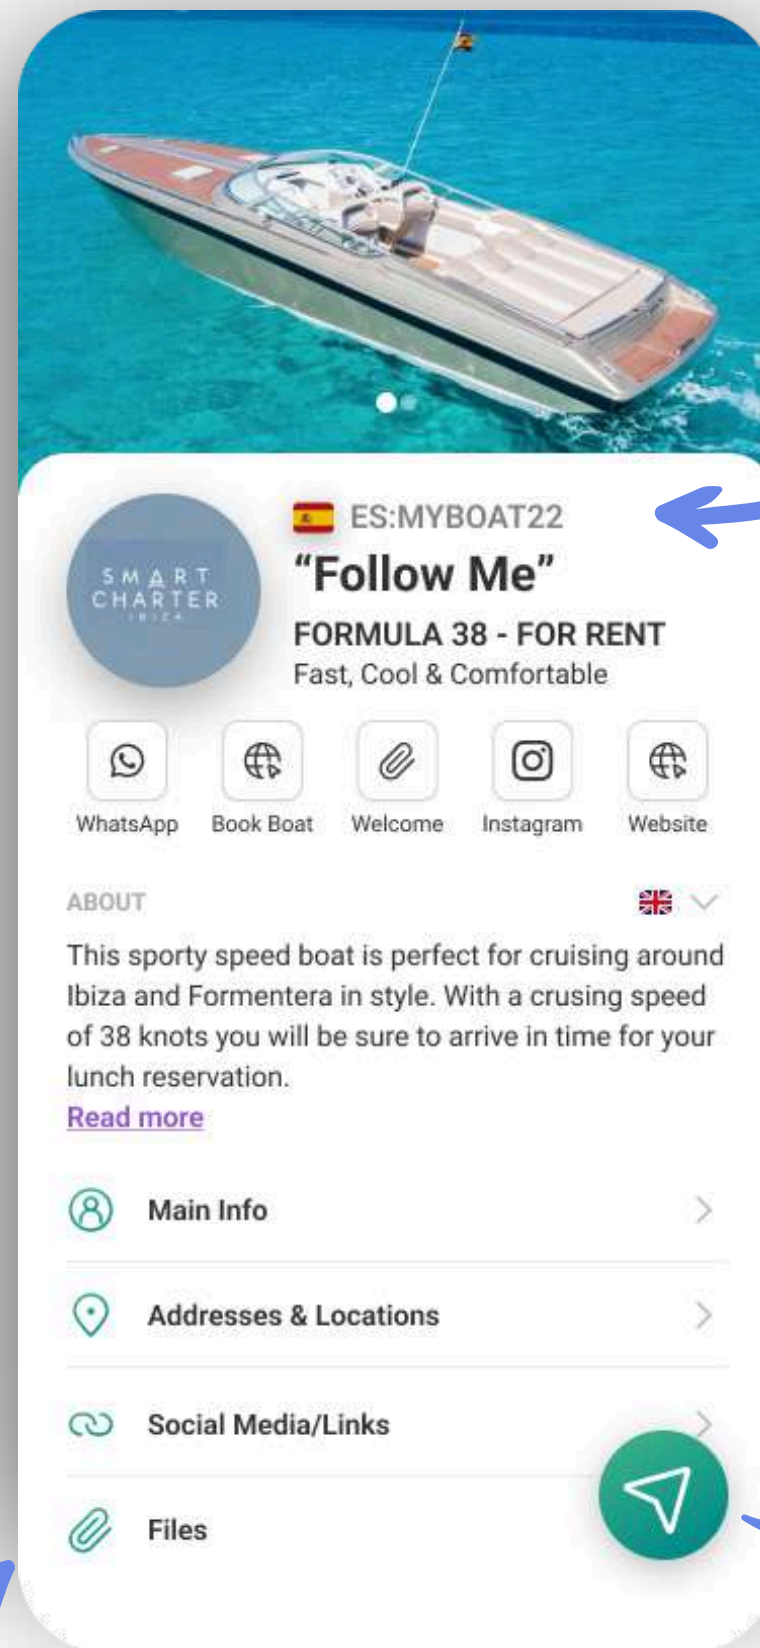 ES:MYBOAT22
“Follow Me”
SMART
CHARTER
IBIZA
FORMULA 38 - FOR RENT
Fast, Cool & Comfortable
WhatsApp
Book Boat
Welcome
Instagram
Website
ABOUT
This sporty speed boat is perfect for cruising around
Ibiza and Formentera in style. With a crusing speed
of 38 knots you will be sure to arrive in time for your
lunch reservation.
Read more
Main Info
Addresses & Locations
Social Media/Links
Files